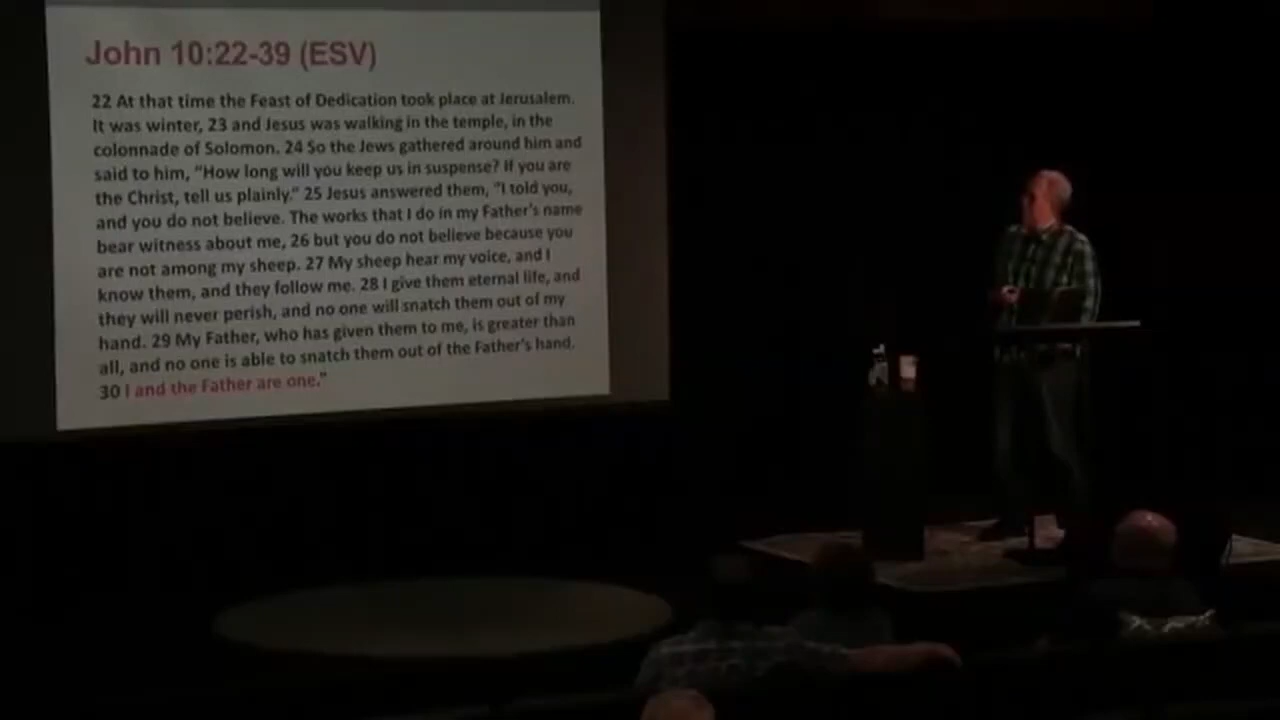 John 10:22-39 (ESV)
22 At that time the Feast of Dedication took place at Jerusalem.
It was winter, 23 and Jesus was walking in the temple, in the
colonnade of Solomon. 24 So the Jews gathered around him and
said to him, “How long will you keep us in suspense? If you are
the Christ, tell us plainly.” 25 Jesus answered them, “I told you,
and you do not believe. The works that I do in my Father's name
bear witness about me, 26 but you do not believe because you
are not among my sheep. 27 My sheep hear my voice, and I
know them, and they follow me. 28 I give them eternal life, and
they will never perish, and no one will snatch them out of my
hand. 29 My Father, who has given them to me, is greater than
all, and no one is able to snatch them out of the Father's hand.
30 I and the Father are one.”